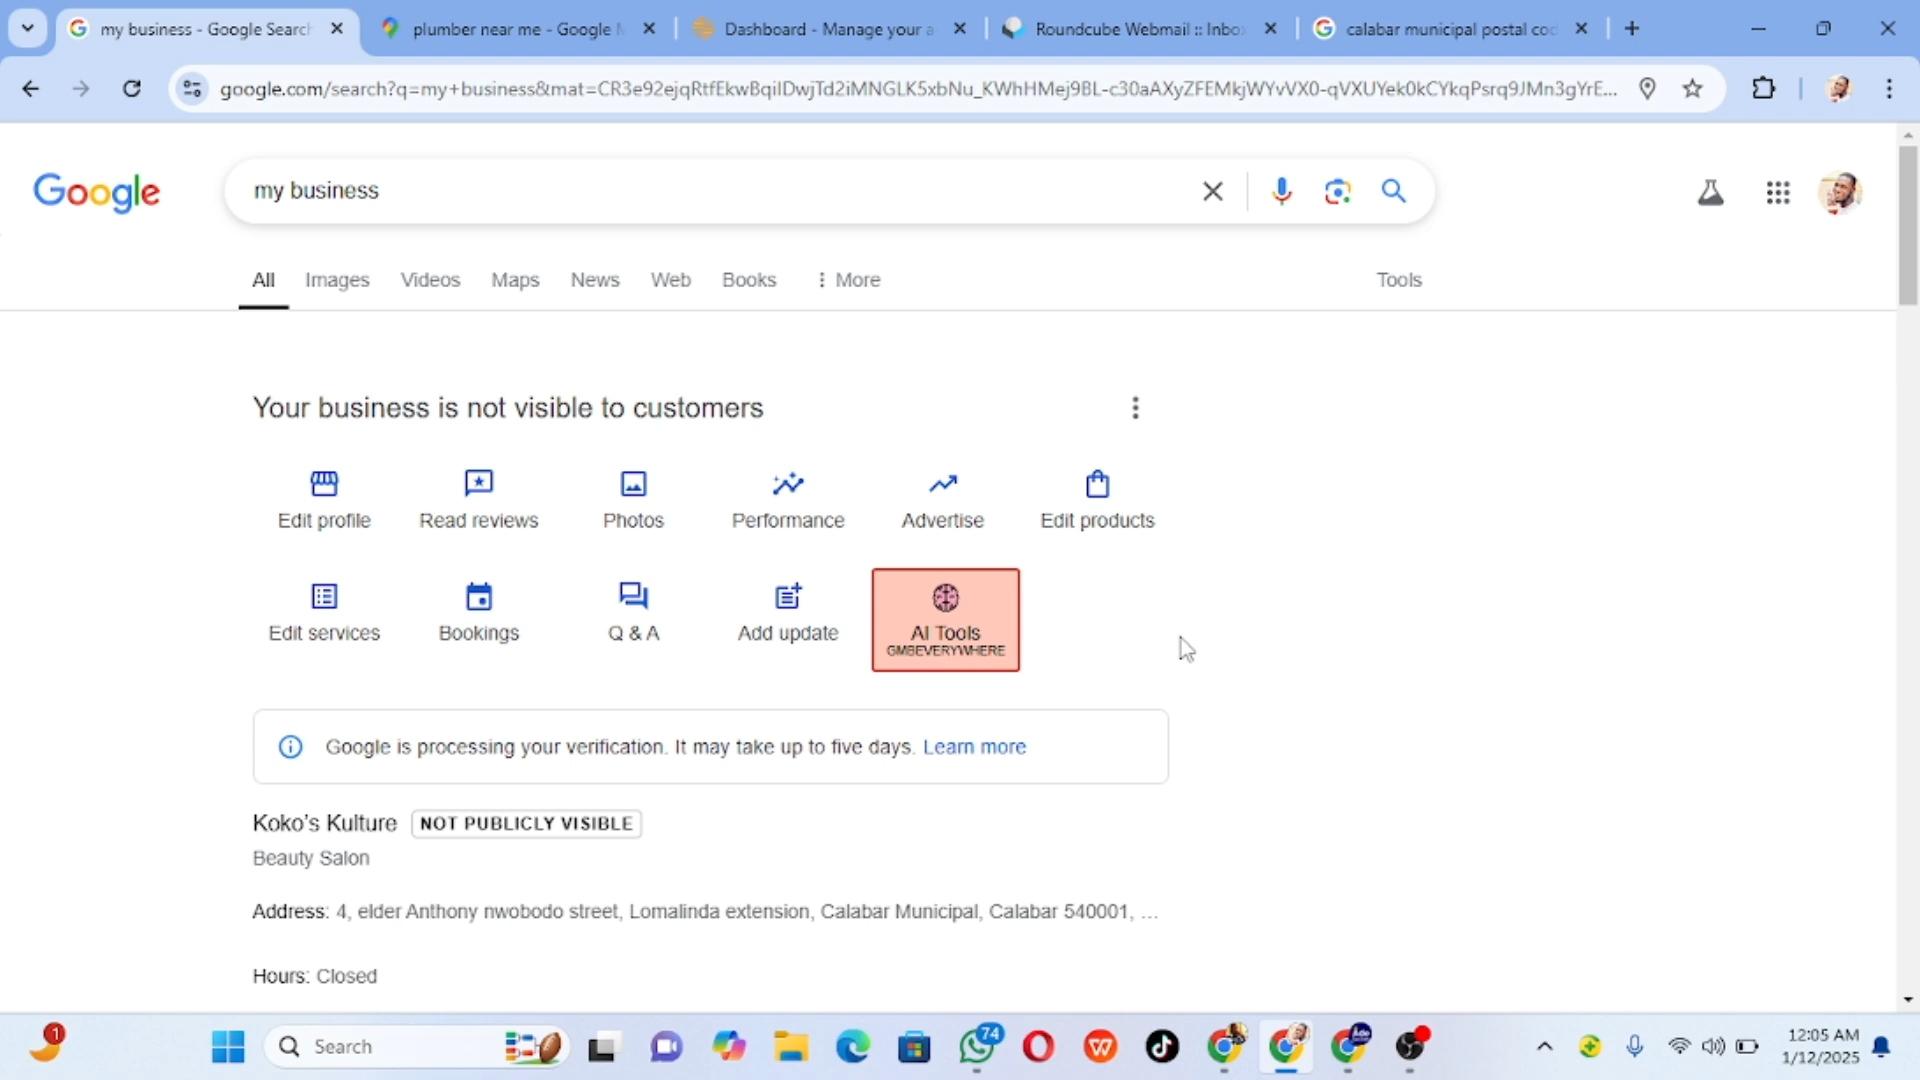 my business - Google Search
plumber near me - Google M
Dashboard - Manage your a
Roundcube Webmail :: Inbox
calabar municipal postal cod
google.com/search?q=my+business&mat=
Google
my business
All
Images
Videos
Maps
News
Web
Books
More
Tools
Your business is not visible to customers
Edit profile
Read reviews
Photos
Performance
Advertise
Edit products
Edit services
Bookings
Q & A
Add update
AI Tools
GMBEVERYWHERE
Google is processing your verification. It may take up to five days. Learn more
Koko's Kulture NOT PUBLICLY VISIBLE
Beauty Salon
Address: 4, elder Anthony nwobodo street, Lomalinda extension, Calabar Municipal, Calabar 540001, ...
Hours: Closed
1
Search
74
Ade
12:05 AM
1/12/2025